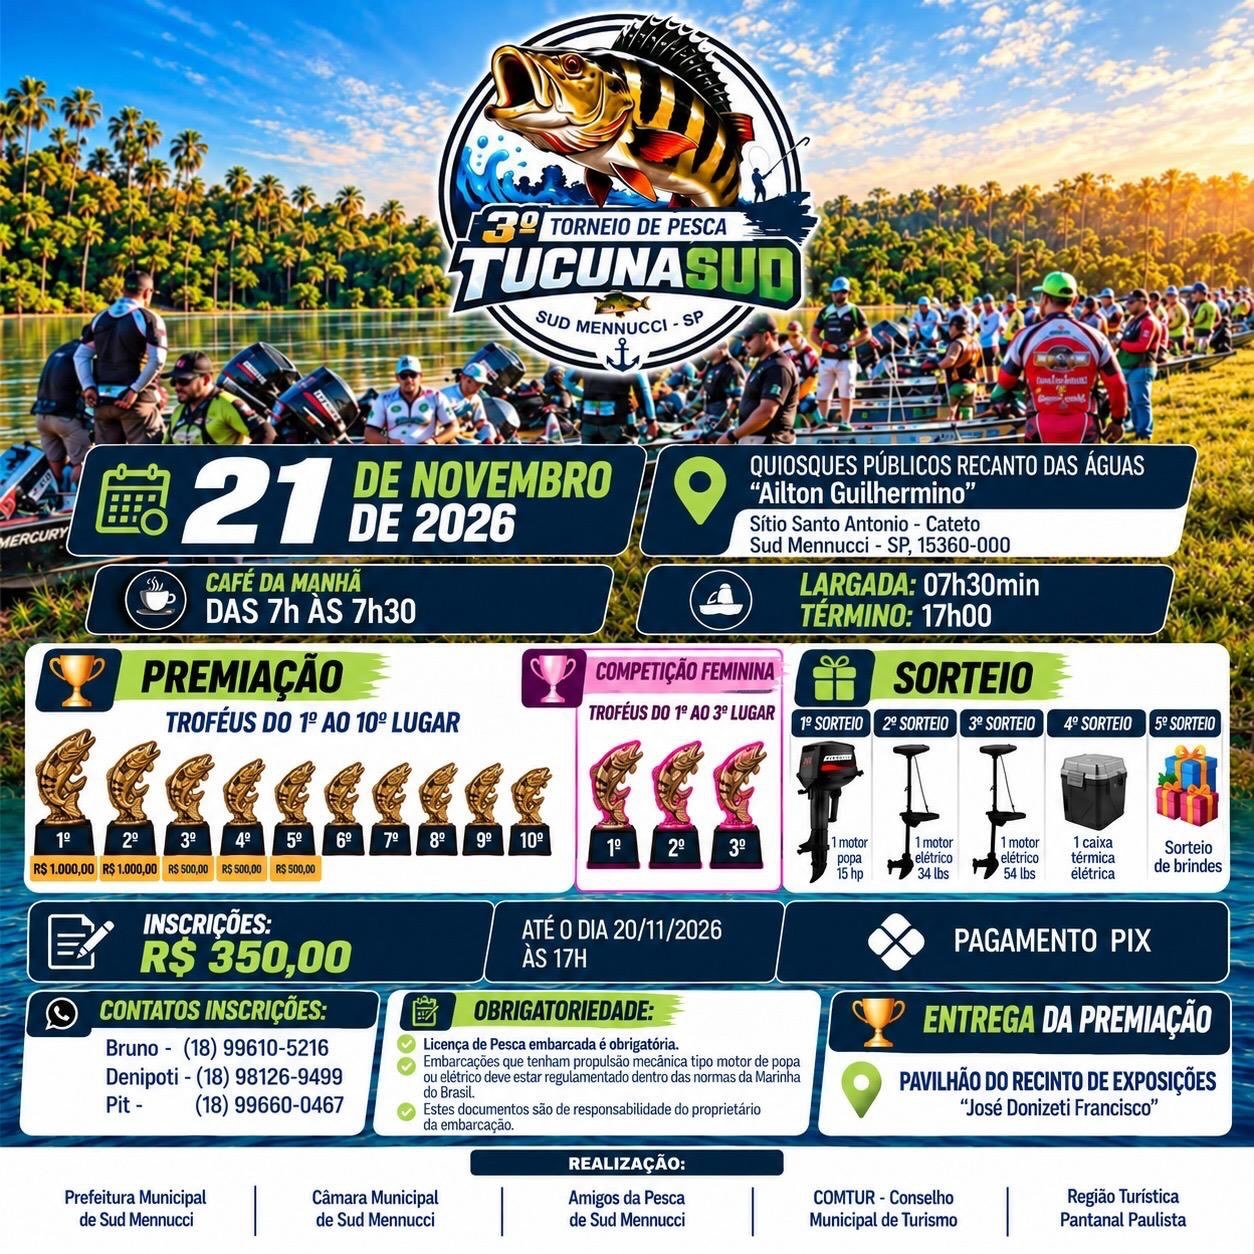 3º TORNEIO DE PESCA
TUCUNASUD
SUD MENNUCCI - SP
MERCURY
21 DE NOVEMBRO
DE 2026
QUIOSQUES PÚBLICOS RECANTO DAS ÁGUAS
“Ailton Guilhermino”
Sítio Santo Antonio - Cateto
Sud Mennucci - SP, 15360-000
CAFÉ DA MANHÃ
DAS 7h ÀS 7h30
LARGADA: 07h30min
TÉRMINO: 17h00
PREMIAÇÃO
TROFÉUS DO 1º AO 10º LUGAR
1º 2º 3º 4º 5º 6º 7º 8º 9º 10º
R$ 1.000,00 R$ 1.000,00 R$ 500,00 R$ 500,00 R$ 500,00
COMPETIÇÃO FEMININA
TROFÉUS DO 1º AO 3º LUGAR
1º 2º 3º
SORTEIO
1º SORTEIO
1 motor
popa
15 hp
2º SORTEIO
1 motor
elétrico
34 lbs
3º SORTEIO
1 motor
elétrico
54 lbs
4º SORTEIO
1 caixa
térmica
elétrica
5º SORTEIO
Sorteio
de brindes
INSCRIÇÕES:
R$ 350,00
ATÉ O DIA 20/11/2026
ÀS 17H
PAGAMENTO PIX
CONTATOS INSCRIÇÕES:
Bruno - (18) 99610-5216
Denipoti - (18) 98126-9499
Pit - (18) 99660-0467
OBRIGATORIEDADE:
Licença de Pesca embarcada é obrigatória.
Embarcações que tenham propulsão mecânica tipo motor de popa
ou elétrico deve estar regulamentado dentro das normas da Marinha
do Brasil.
Estes documentos são de responsabilidade do proprietário
da embarcação.
ENTREGA DA PREMIAÇÃO
PAVILHÃO DO RECINTO DE EXPOSIÇÕES
“José Donizeti Francisco”
REALIZAÇÃO:
Prefeitura Municipal
de Sud Mennucci
Câmara Municipal
de Sud Mennucci
Amigos da Pesca
de Sud Mennucci
COMTUR - Conselho
Municipal de Turismo
Região Turística
Pantanal Paulista